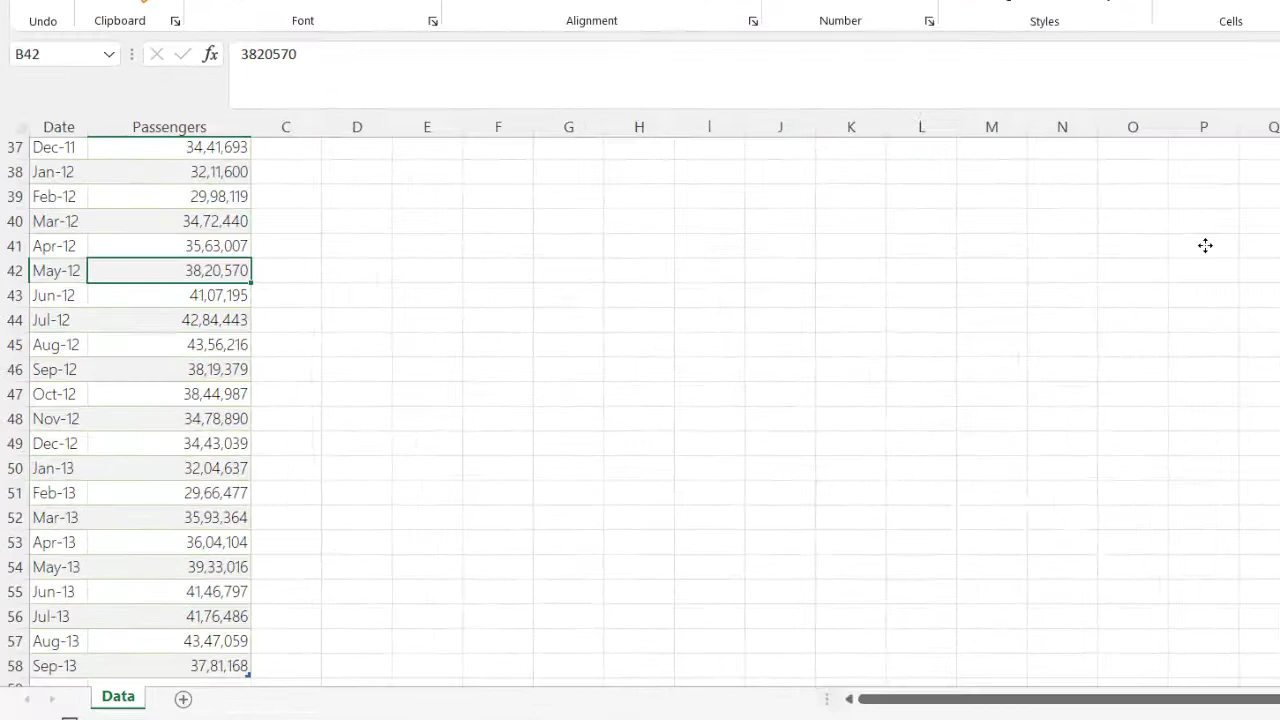 Undo Clipboard Font Alignment Number Styles Cells
B42 fx 3820570
Date Passengers C D E F G H I J K L M N O P Q
37 Dec-11 34,41,693
38 Jan-12 32,11,600
39 Feb-12 29,98,119
40 Mar-12 34,72,440
41 Apr-12 35,63,007
42 May-12 38,20,570
43 Jun-12 41,07,195
44 Jul-12 42,84,443
45 Aug-12 43,56,216
46 Sep-12 38,19,379
47 Oct-12 38,44,987
48 Nov-12 34,78,890
49 Dec-12 34,43,039
50 Jan-13 32,04,637
51 Feb-13 29,66,477
52 Mar-13 35,93,364
53 Apr-13 36,04,104
54 May-13 39,33,016
55 Jun-13 41,46,797
56 Jul-13 41,76,486
57 Aug-13 43,47,059
58 Sep-13 37,81,168
Data